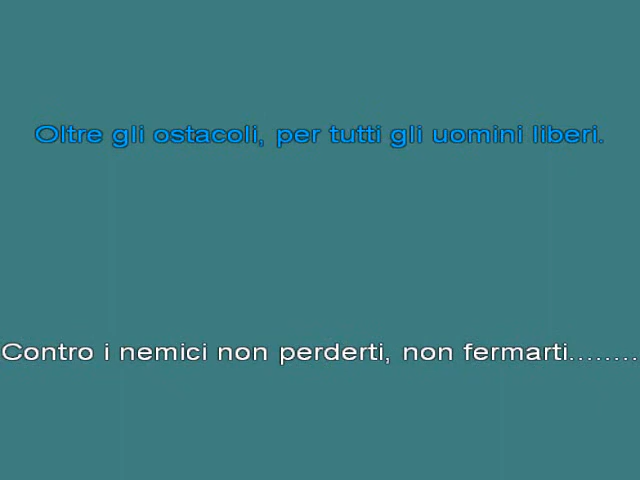 Oltre gli ostacoli, per tutti gli uomini liberi.
Contro i nemici non perderti, non fermarti........